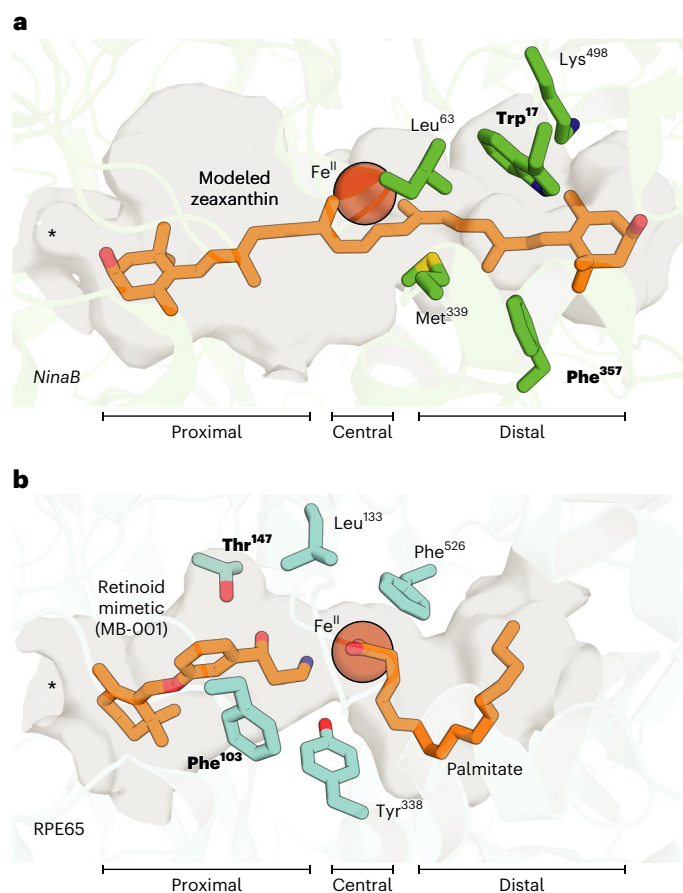 a
Lys498
Trp17
Leu63
FeII
Modeled
zeaxanthin
*
Met339
NinaB
Phe357
Proximal
Central
Distal
b
Leu133
Thr147
Phe526
Retinoid
mimetic
(MB-001)
FeII
*
Phe103
Palmitate
Tyr338
RPE65
Proximal
Central
Distal